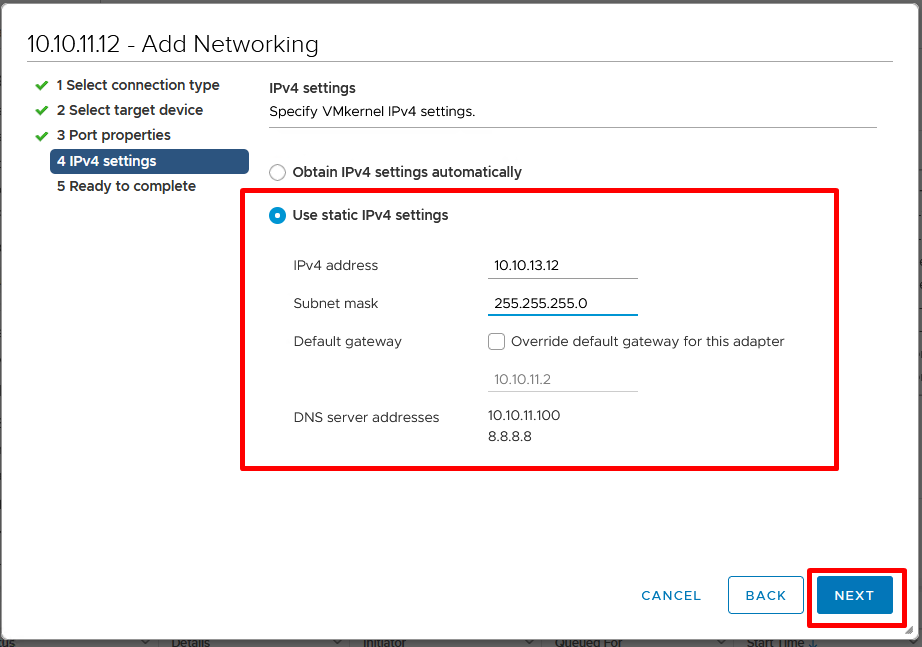 10.10.11.12 - Add Networking
1 Select connection type
2 Select target device
3 Port properties
4 IPv4 settings
5 Ready to complete
IPv4 settings
Specify VMkernel IPv4 settings.
Obtain IPv4 settings automatically
Use static IPv4 settings
IPv4 address 10.10.13.12
Subnet mask 255.255.255.0
Default gateway Override default gateway for this adapter
10.10.11.2
DNS server addresses 10.10.11.100
8.8.8.8
CANCEL BACK NEXT
Details Initiator Queued For Start Time